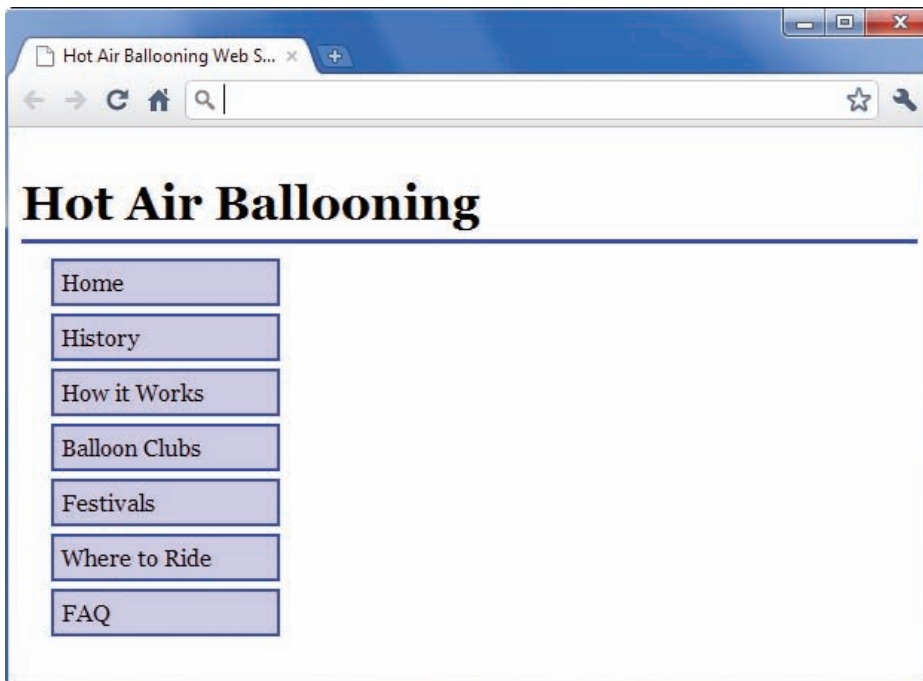 Hot Air Ballooning Web S...
Hot Air Ballooning
Home
History
How it Works
Balloon Clubs
Festivals
Where to Ride
FAQ